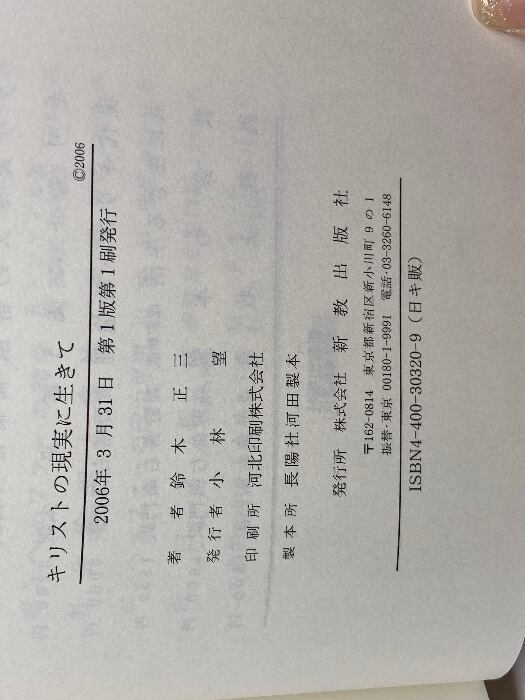 キリストの現実に生きて
©2006
2006年3月31日 第1版第1刷発行
著者 鈴木正三
発行者 小林望
印刷所 河北印刷株式会社
製本所 長陽社河田製本
発行所 株式会社 新教出版社
〒162-0814 東京都新宿区新小川町9の1
振替・東京 00180-1-9991 電話・03-3260-6148
ISBN4-400-30320-9(日キ販)